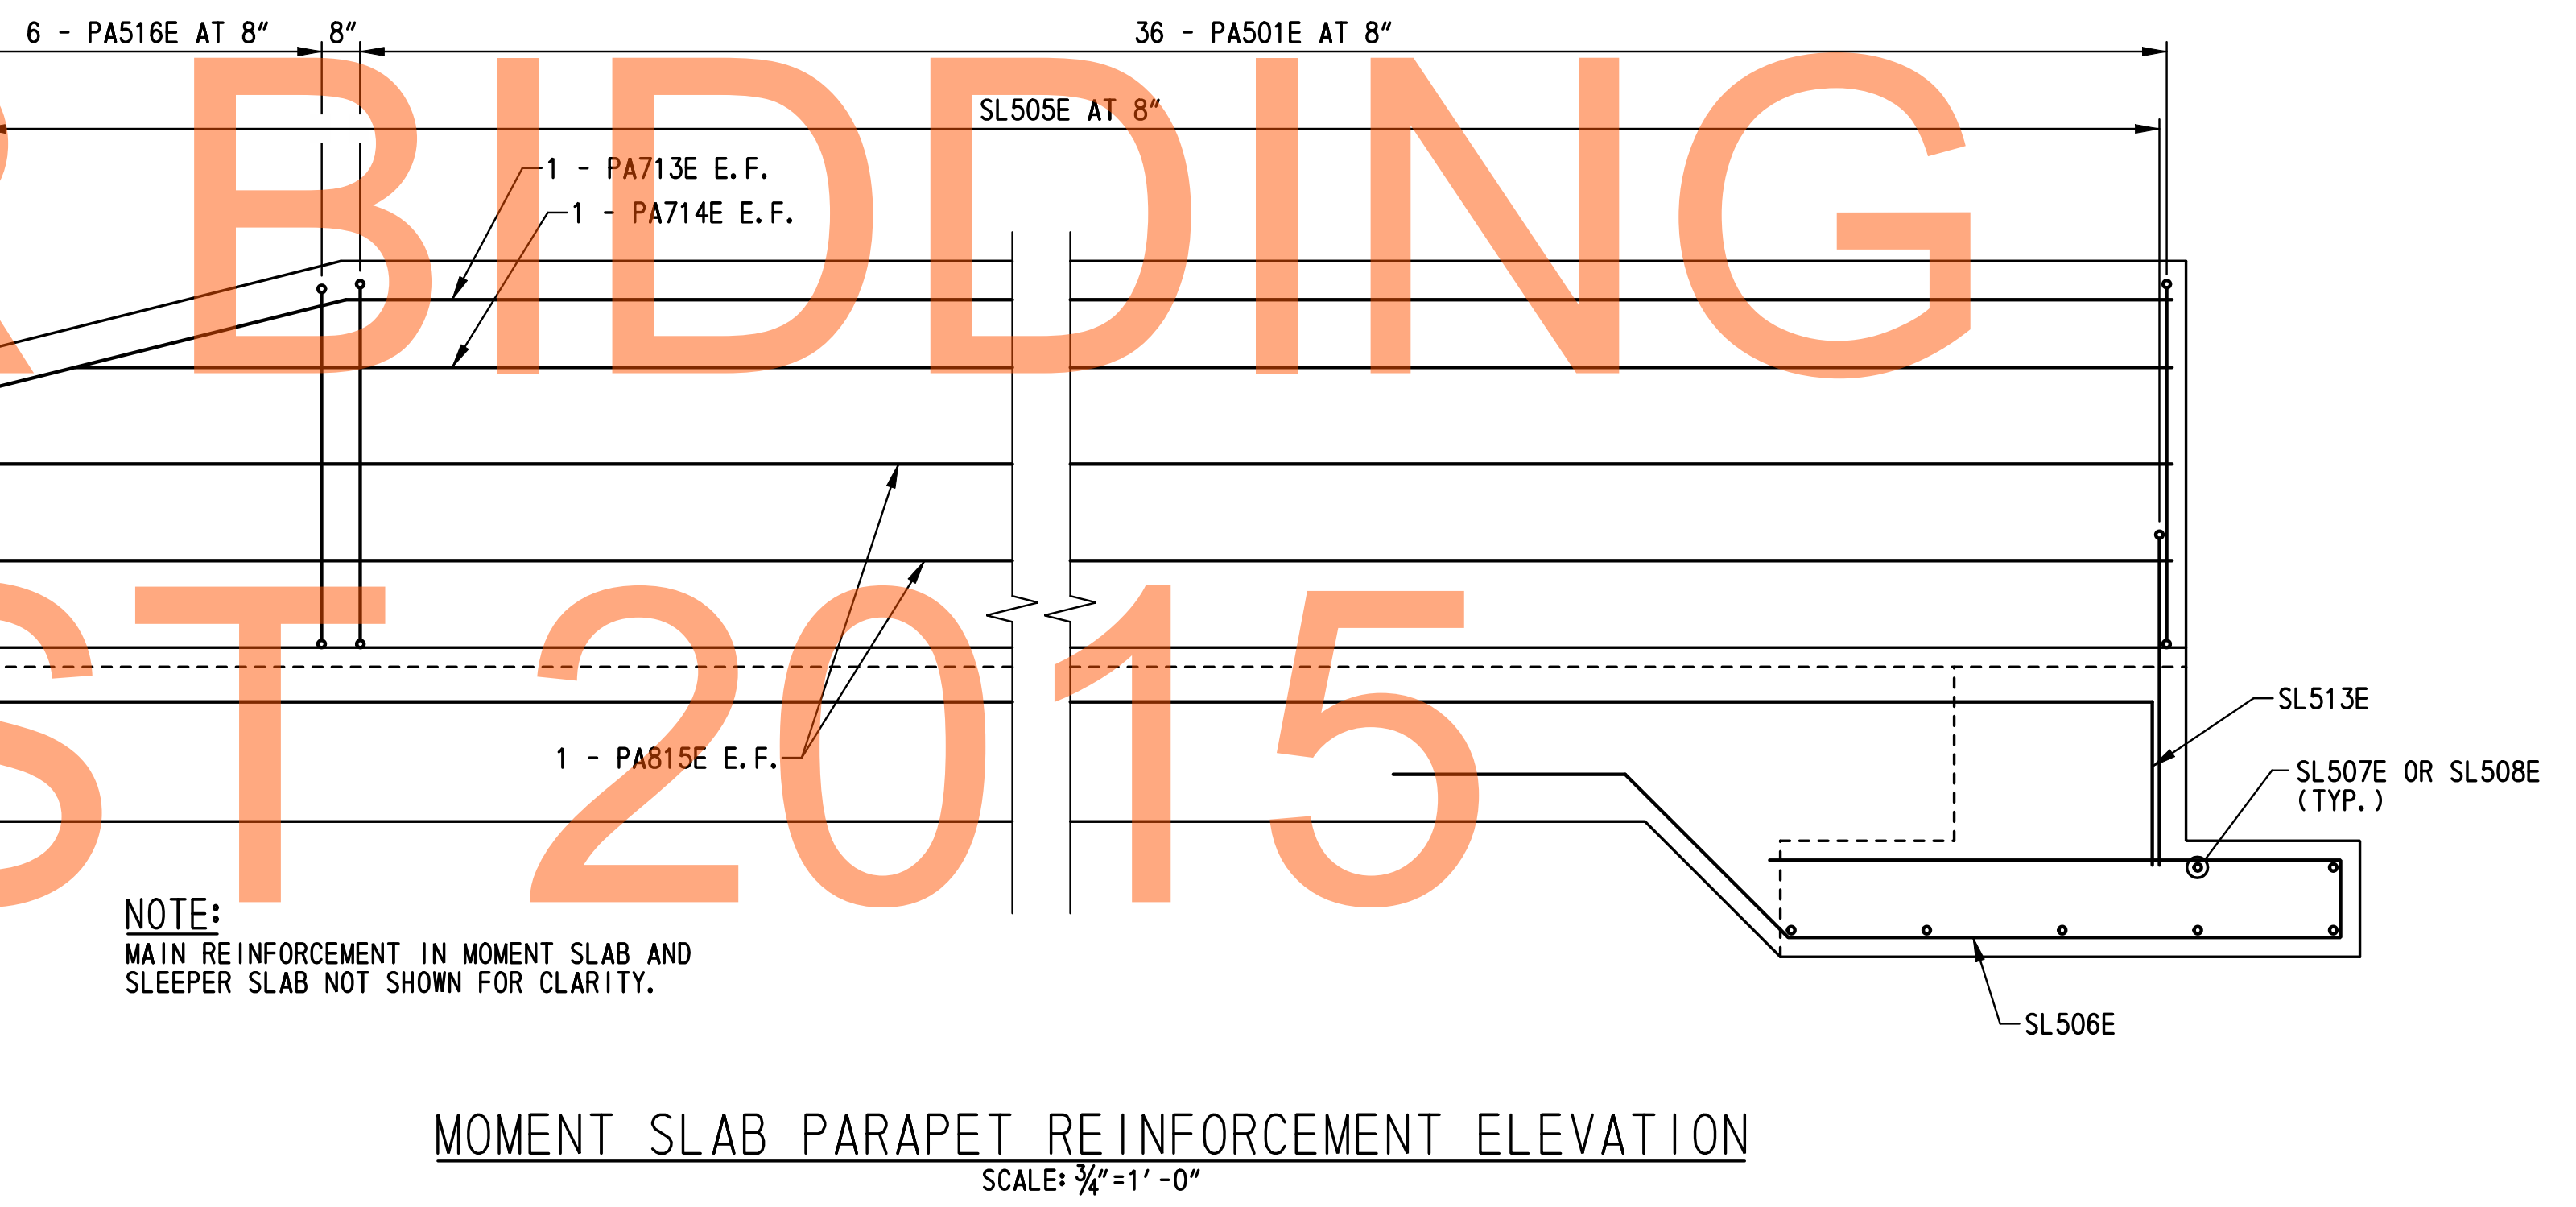 6 - PA516E AT 8"
8"
36 - PA501E AT 8"
SL505E AT 8"
1 - PA713E E.F.
1 - PA714E E.F.
BIDDING
ST 2015
1 - PA815E E.F.
SL513E
SL507E OR SL508E
(TYP.)
NOTE:
MAIN REINFORCEMENT IN MOMENT SLAB AND
SLEEPER SLAB NOT SHOWN FOR CLARITY.
SL506E
MOMENT SLAB PARAPET REINFORCEMENT ELEVATION
SCALE: ¾"=1'-0"